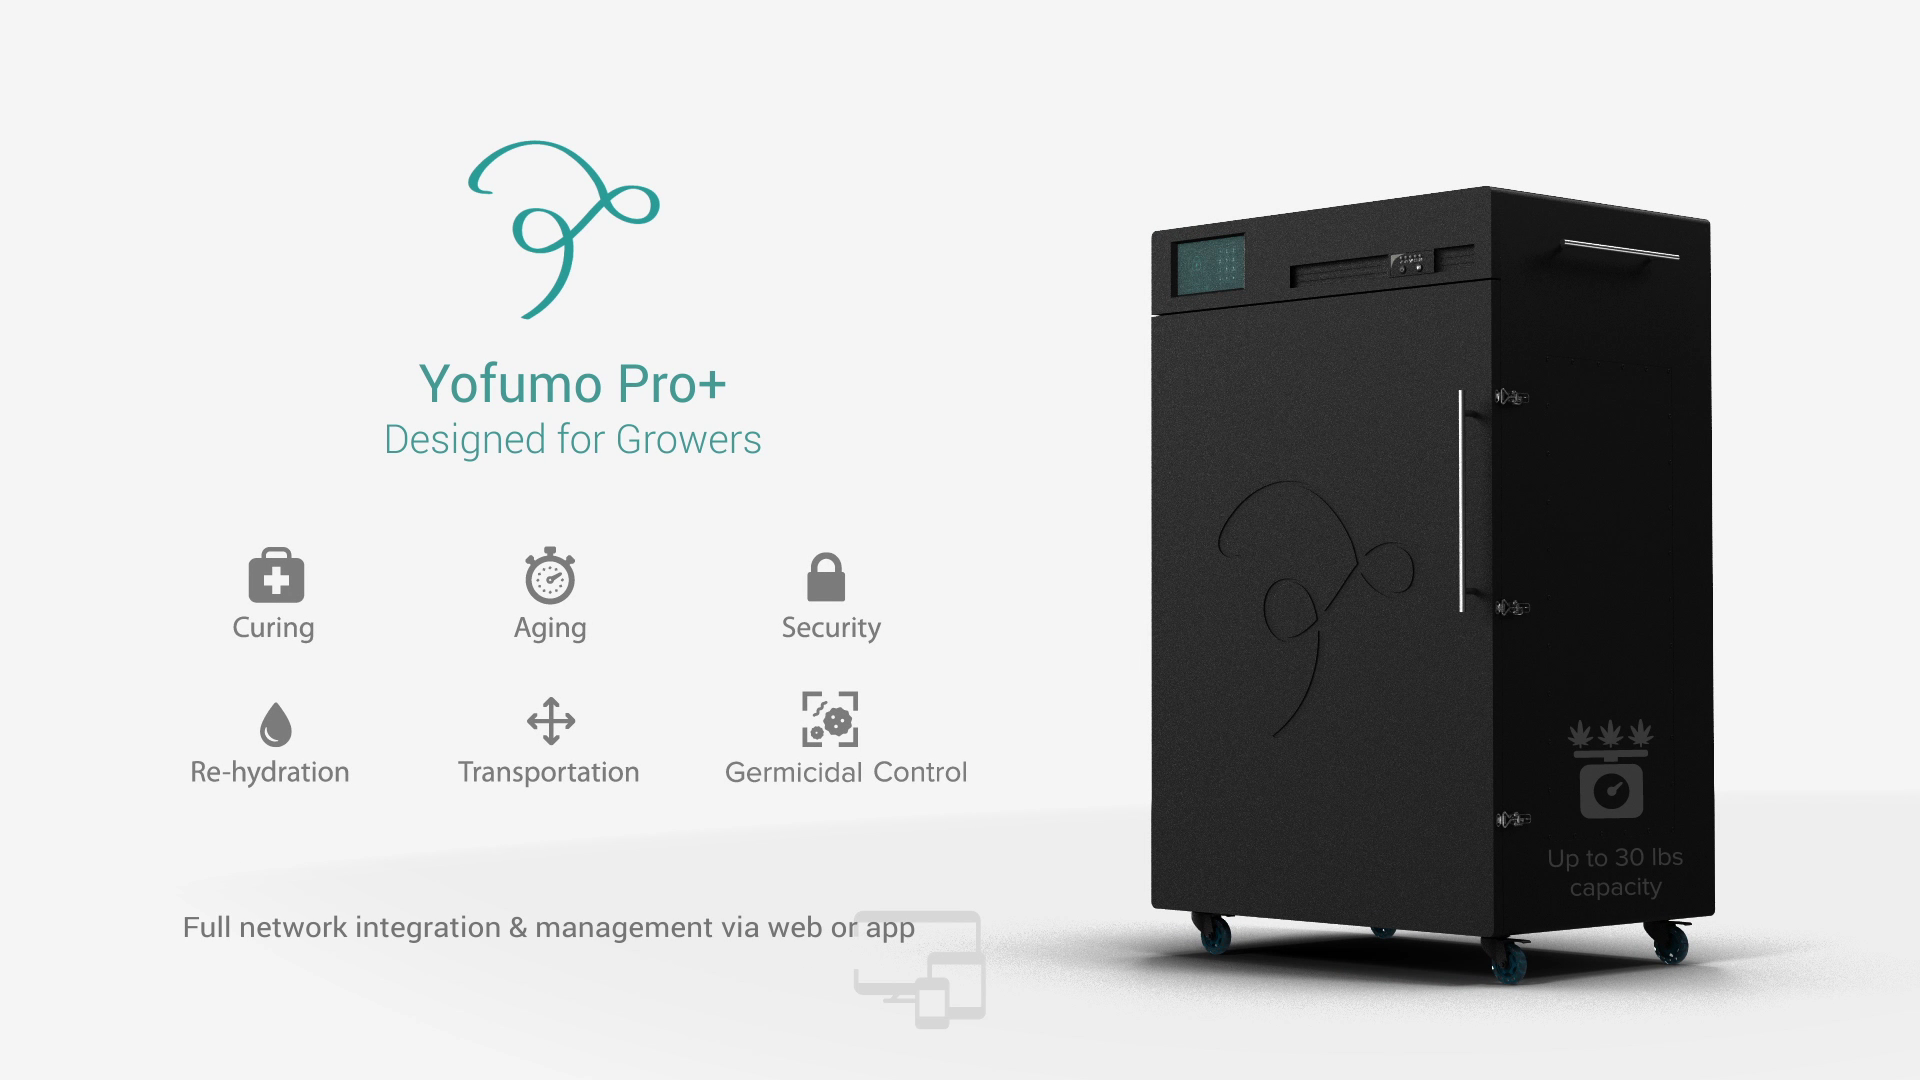 Yofumo Pro+
Designed for Growers
Curing
Aging
Security
Re-hydration
Transportation
Germicidal Control
Full network integration & management via web or app
Up to 30 lbs
capacity